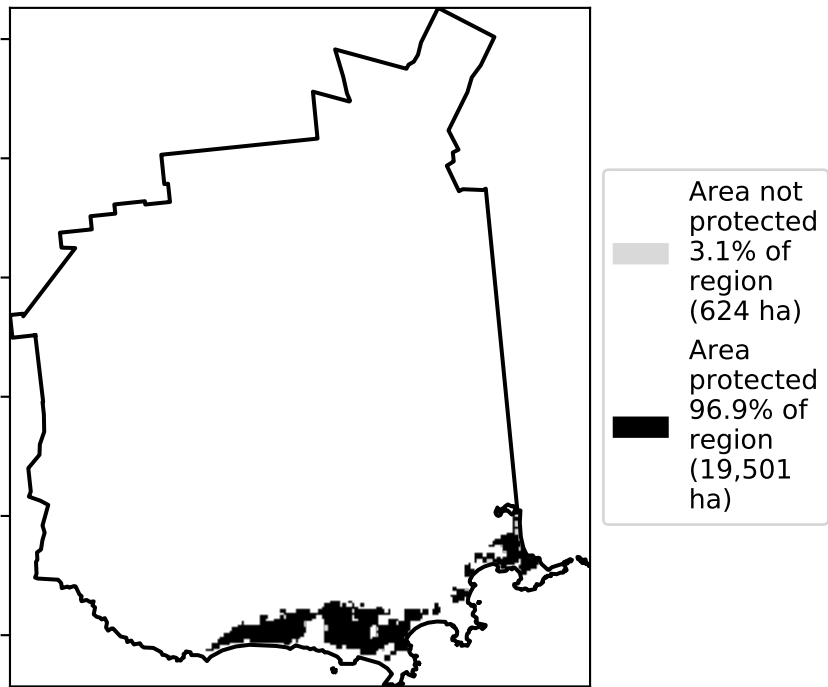 Area not
protected
3.1% of
region
(624 ha)
Area
protected
96.9% of
region
(19,501
ha)